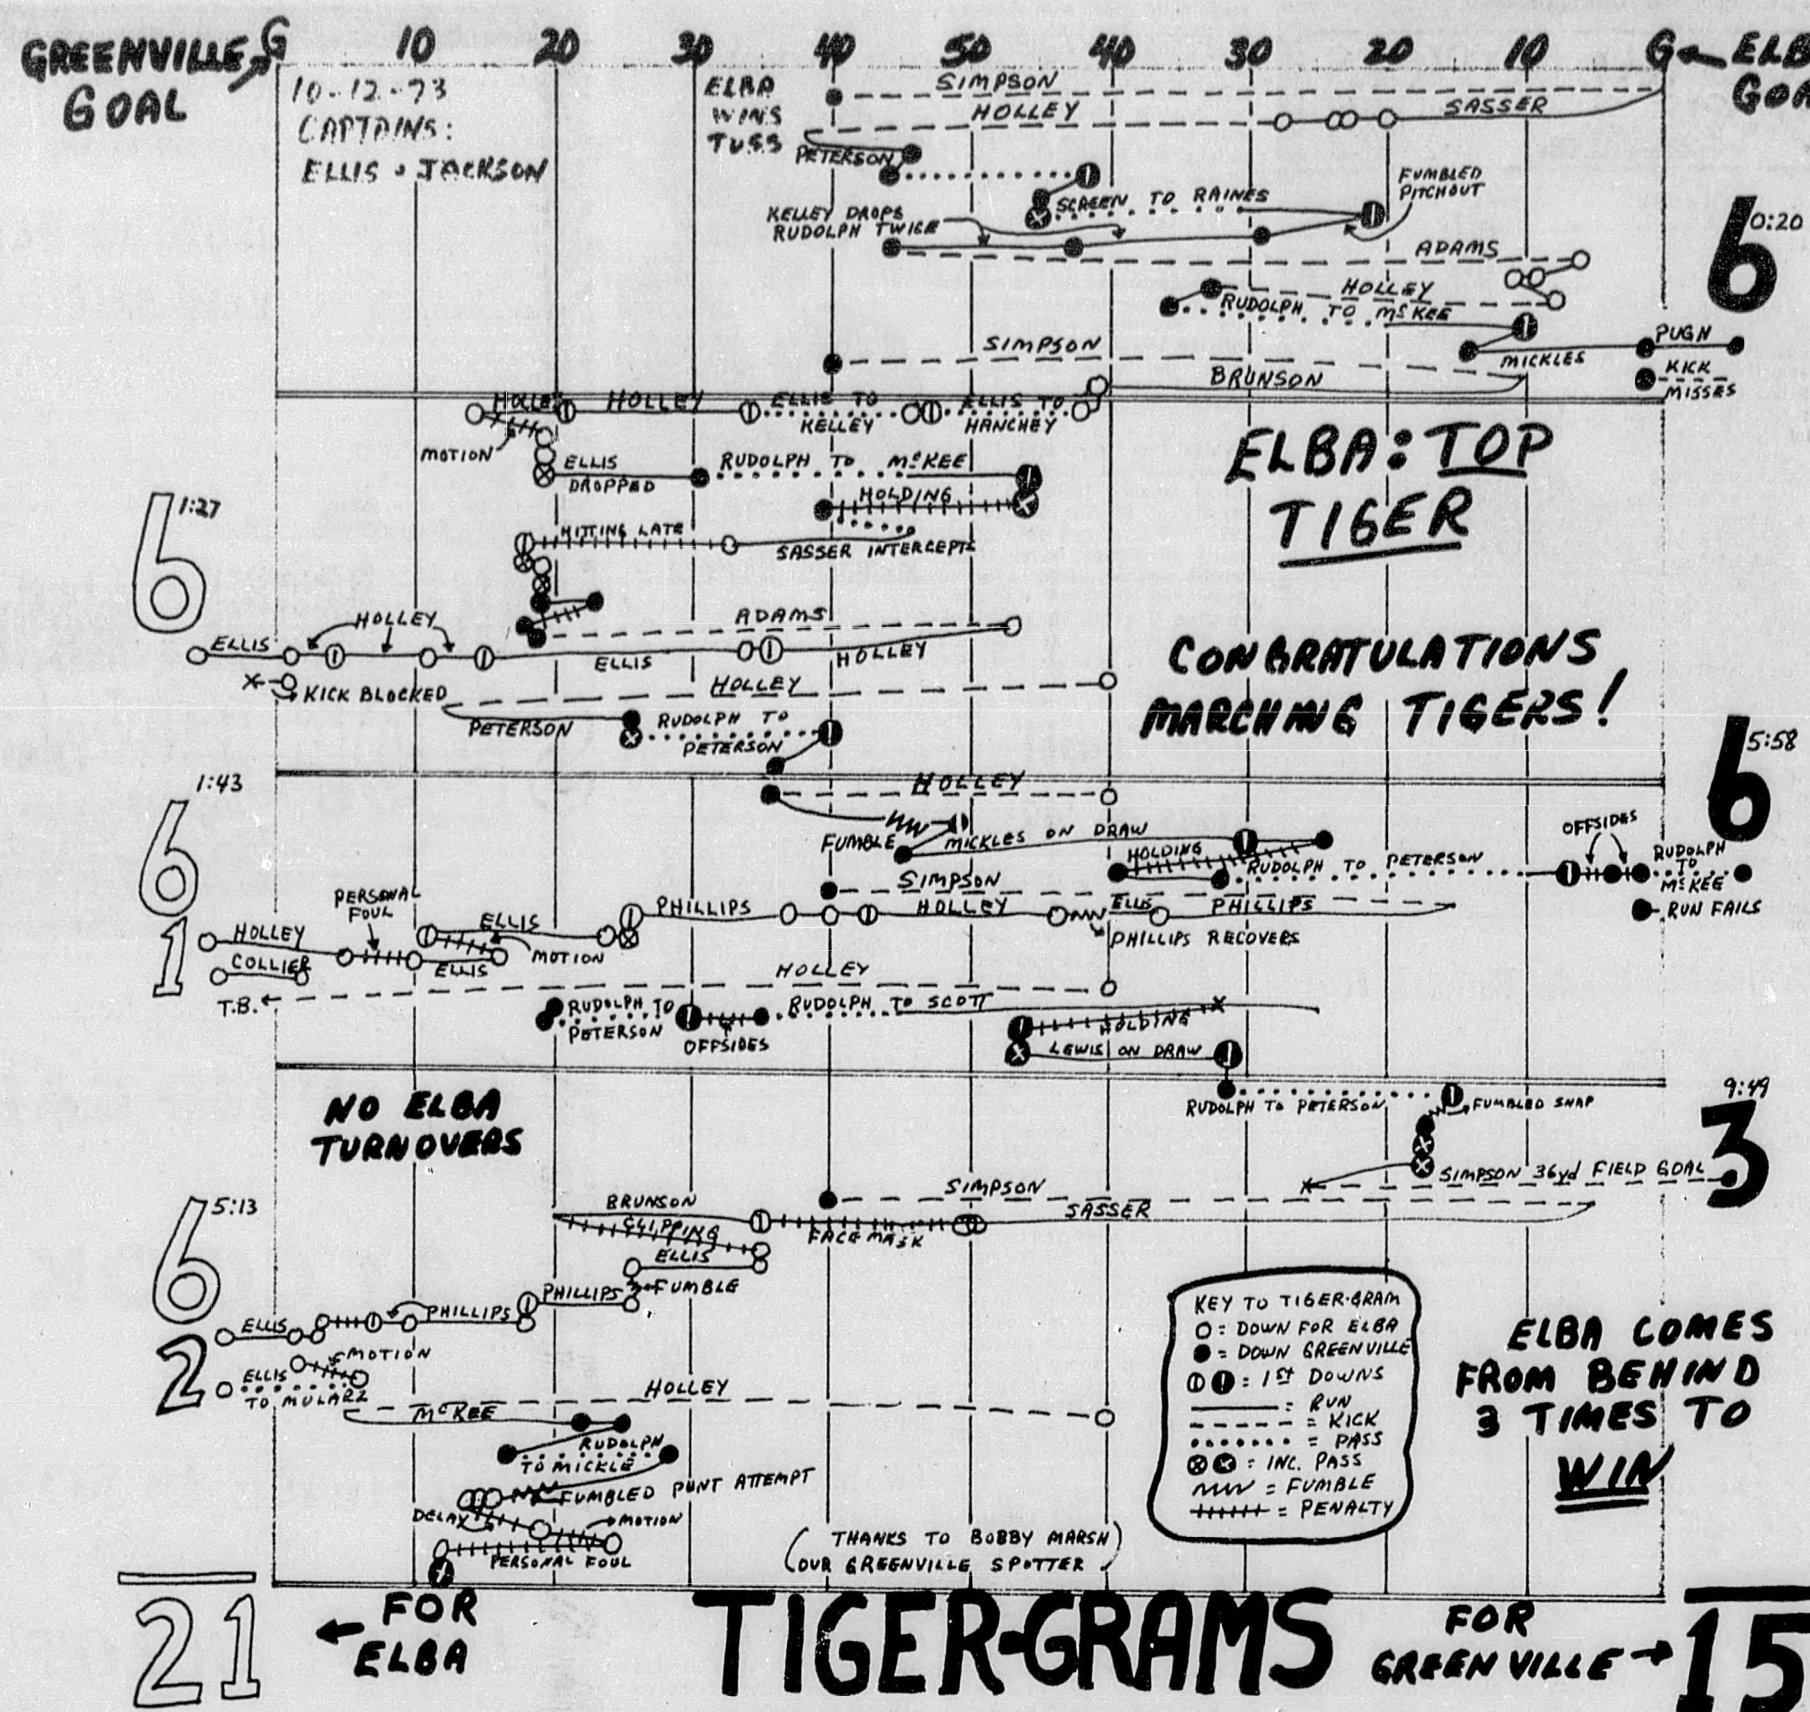 GREENVILLE GOAL
G 10 20 30 40 50 40 30 20 10 G
ELB
GOA
10-12-73
CAPTAINS:
ELLIS & JACKSON
ELBA
WINS
TOSS
SIMPSON
HOLLEY
SASSER
PETERSON
SCREEN TO RAINES
FUMBLED
PITCHOUT
KELLEY DROPS
RUDOLPH TWICE
6 0:20
ADAMS
HOLLEY
RUDOLPH TO McKEE
PUGH
MICKLES
KICK
MISSES
SIMPSON
BRUNSON
HOLLEY
HOLLEY
ELLIS TO
KELLEY
ELLIS TO
HANCHEY
MOTION
ELLIS
DROPPED
RUDOLPH TO McKEE
ELBA: TOP
TIGER
HOLDING
6 1:27
HITTING LATE
SASSER INTERCEPTS
ADAMS
HOLLEY
ELLIS
ELLIS
HOLLEY
KICK BLOCKED
HOLLEY
CONGRATULATIONS
MARCHING TIGERS!
PETERSON
RUDOLPH TO
PETERSON
6 5:58
1:43
6
HOLLEY
FUMBLE
MICKLES ON DRAW
OFFSIDES
HOLDING
RUDOLPH TO PETERSON
RUDOLPH
TO
McKEE
RUN FAILS
SIMPSON
PERSONAL
FOUL
PHILLIPS
HOLLEY
ELLIS
PHILLIPS
PHILLIPS RECOVERS
1
HOLLEY
ELLIS
MOTION
ELLIS
COLLIER
HOLLEY
T.B.
RUDOLPH TO
PETERSON
OFFSIDES
RUDOLPH TO SCOTT
HOLDING
LEWIS ON DRAW
NO ELBA
TURNOVERS
RUDOLPH TO PETERSON
FUMBLED SNAP
9:49
3
SIMPSON 36yd FIELD GOAL
6 5:13
SIMPSON
BRUNSON
SASSER
CLIPPING
FACE MASK
ELLIS
FUMBLE
PHILLIPS
PHILLIPS
ELLIS
2
MOTION
ELLIS
TO MULARZ
HOLLEY
McKEE
RUDOLPH
TO MICKLE
FUMBLED PUNT ATTEMPT
DELAY
MOTION
PERSONAL FOUL
KEY TO TIGER-GRAM
= DOWN FOR ELBA
= DOWN GREENVILLE
: 1st DOWNS
= RUN
= KICK
= PASS
: INC. PASS
= FUMBLE
= PENALTY
ELBA COMES
FROM BEHIND
3 TIMES TO
WIN
(THANKS TO BOBBY MARSH
OUR GREENVILLE SPOTTER)
21
← FOR
ELBA
TIGER-GRAMS
FOR
GREENVILLE →
15